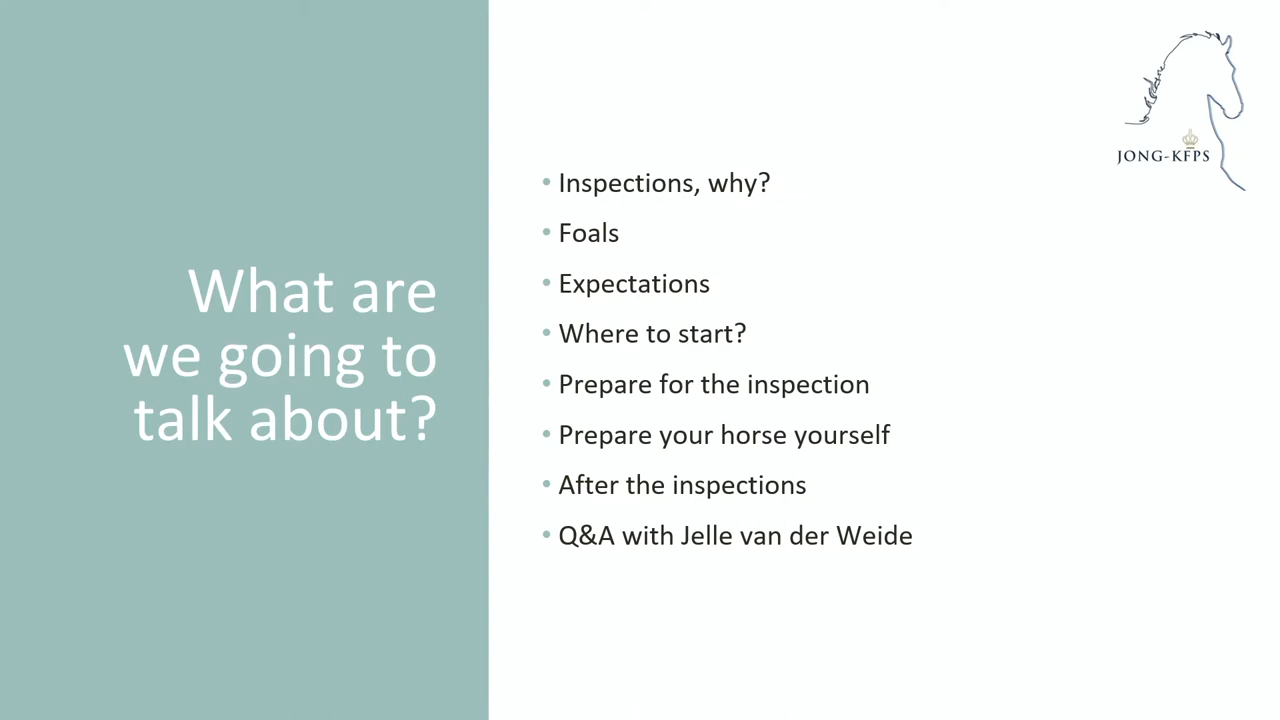 What are
we going to
talk about?
• Inspections, why?
• Foals
• Expectations
• Where to start?
• Prepare for the inspection
• Prepare your horse yourself
• After the inspections
• Q&A with Jelle van der Weide
JONG-KFPS